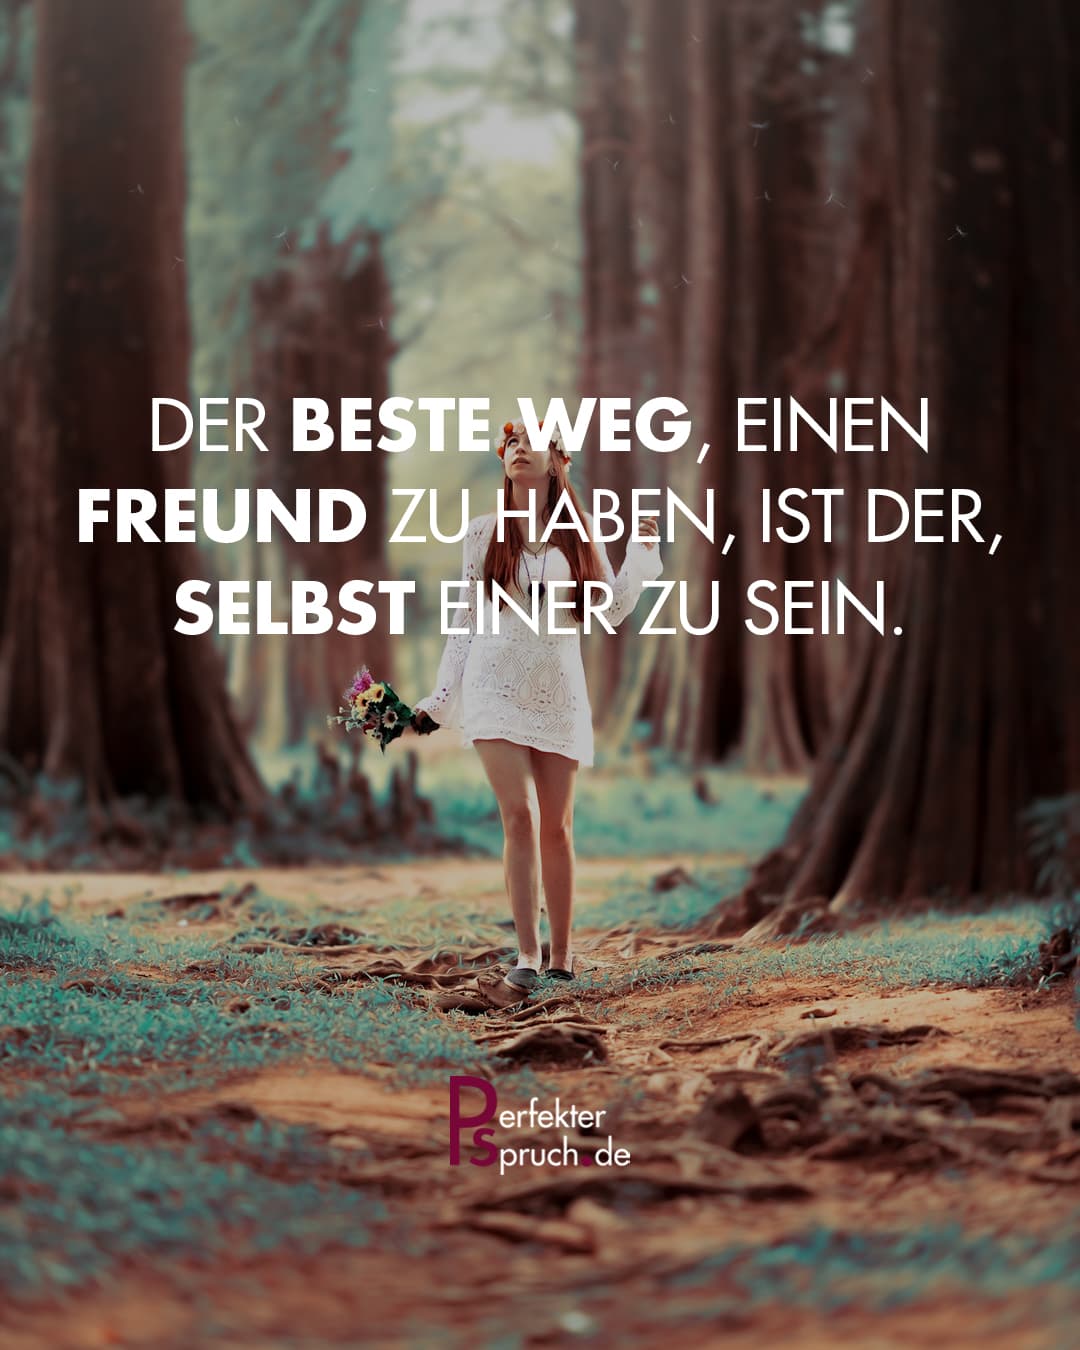 DER BESTE WEG, EINEN
FREUND ZU HABEN, IST DER,
SELBST EINER ZU SEIN.
Perfekter
Spruch.de